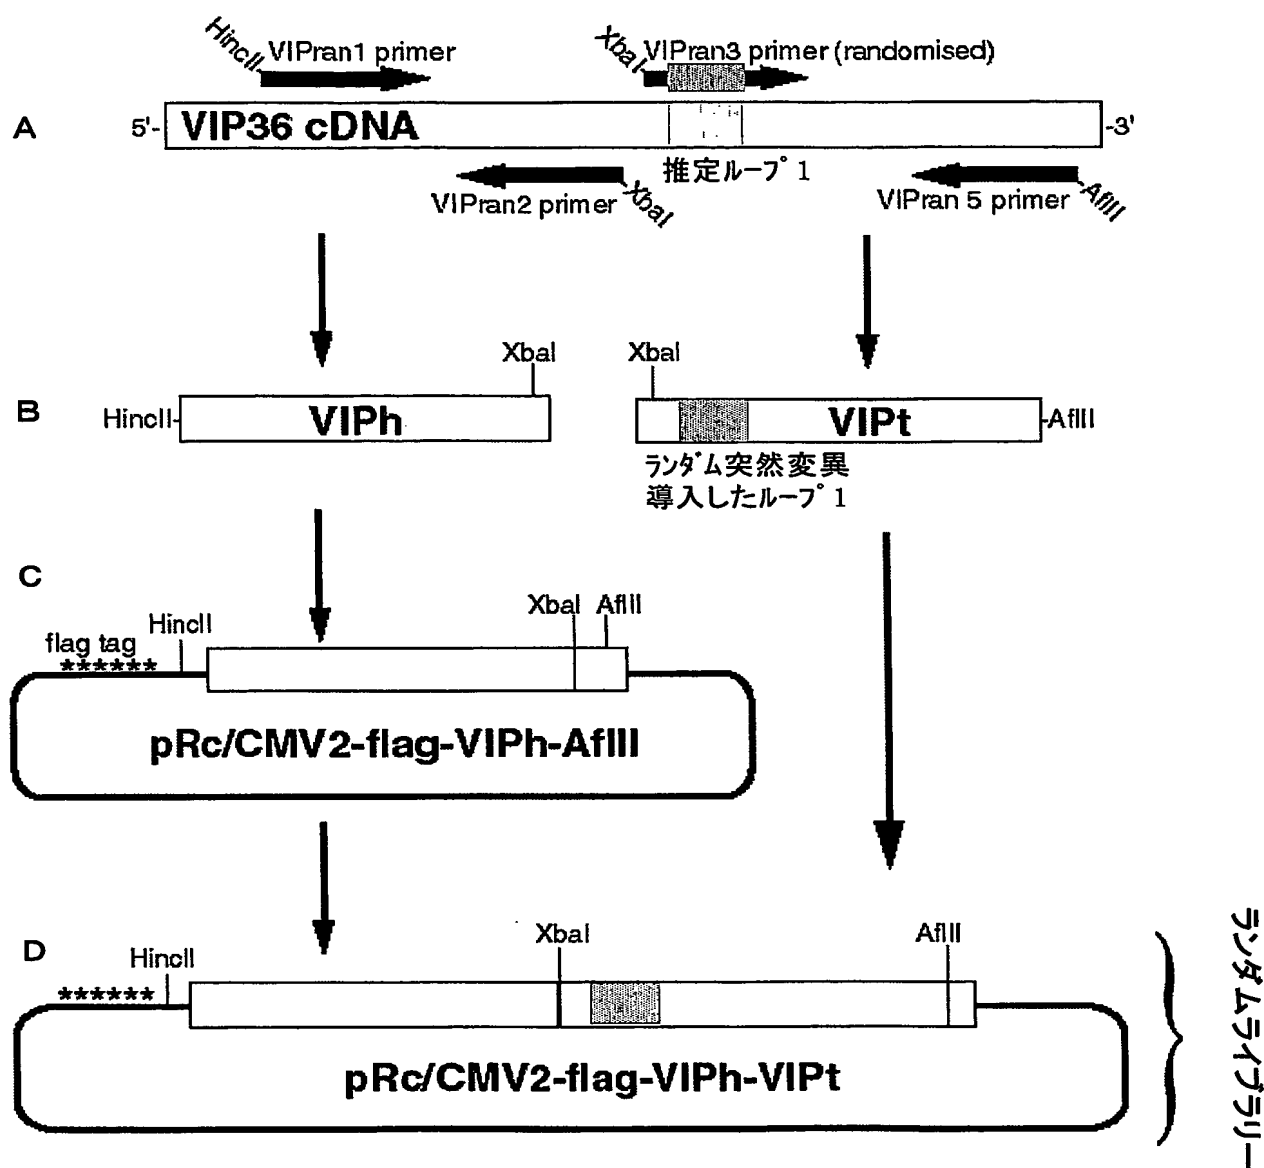 HincII
VIPran1 primer
XbaI
VIPran3 primer (randomised)
A
5'-
VIP36 cDNA
-3'
推定ループ1
VIPran2 primer
XbaI
VIPran 5 primer
AflII
XbaI
XbaI
B
HincII
VIPh
VIPt
AflII
ランダム突然変異
導入したループ1
C
XbaI
AflII
HincII
flag tag
******
pRc/CMV2-flag-VIPh-AflII
D
XbaI
AflII
HincII
******
pRc/CMV2-flag-VIPh-VIPt
ランダムライブラリー